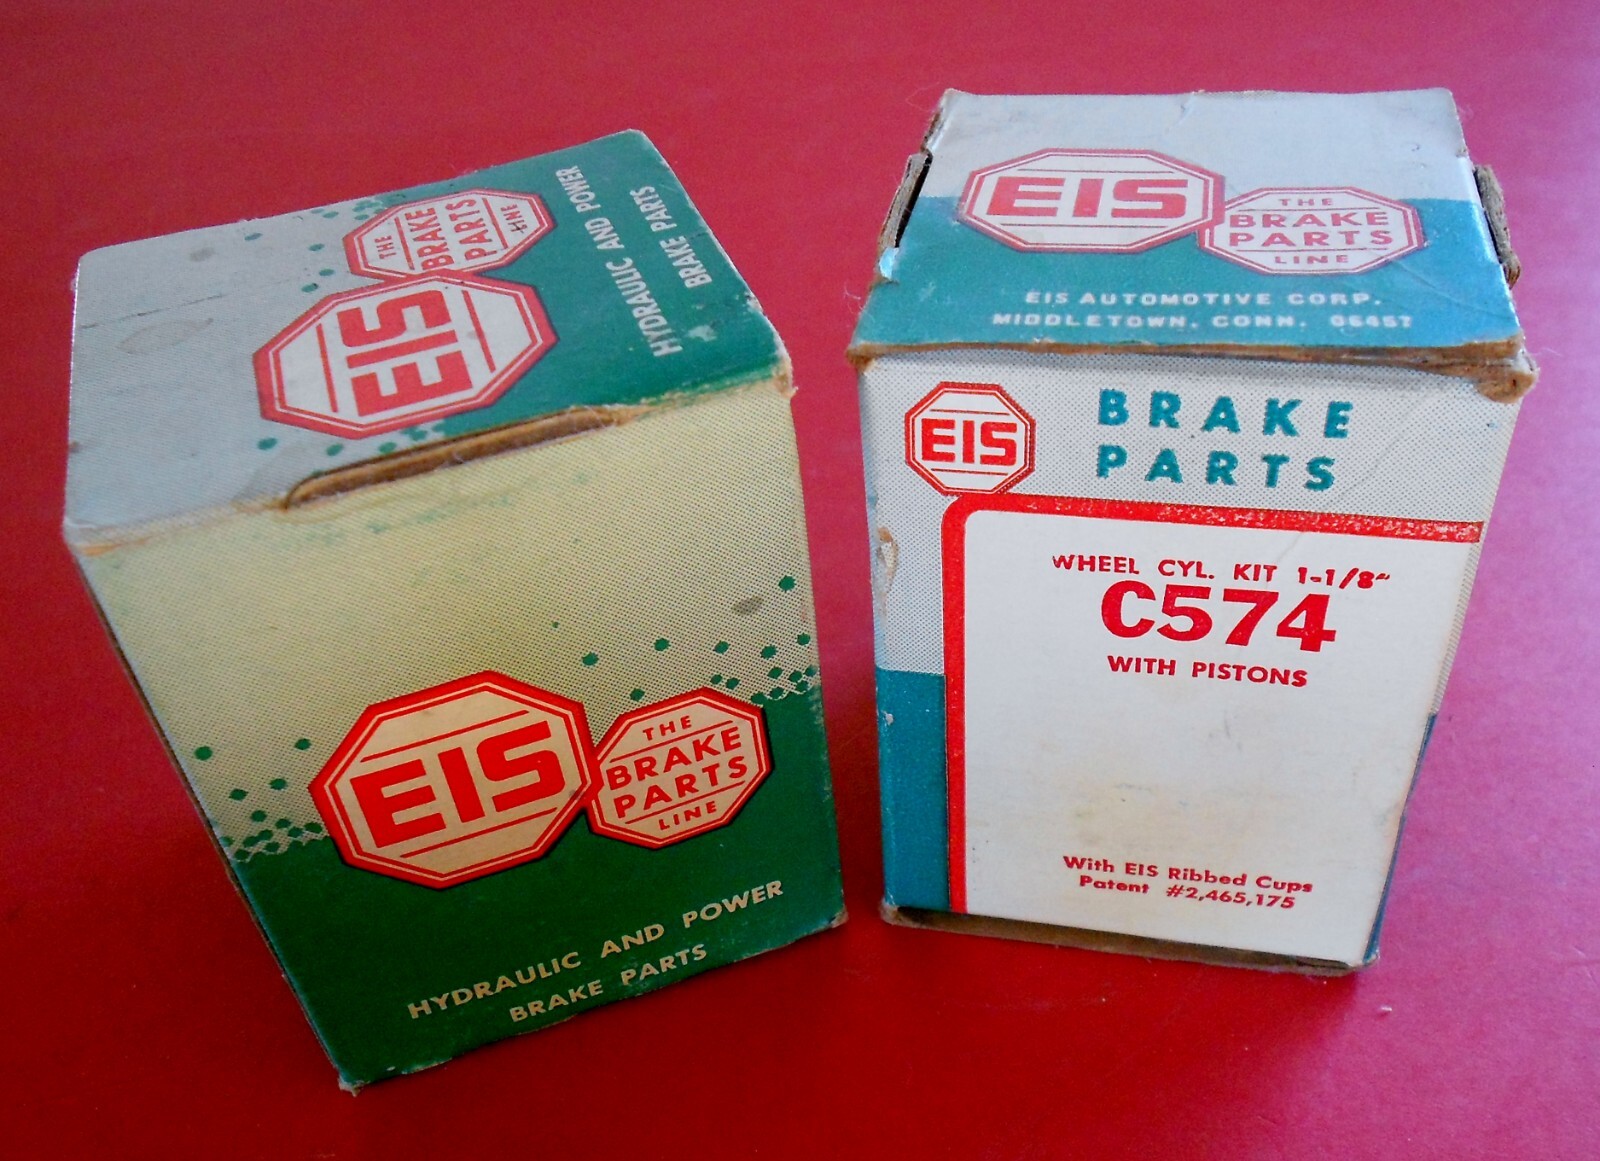 THE
BRAKE
PARTS
LINE
EIS
HYDRAULIC AND POWER
BRAKE PARTS
EIS
THE
BRAKE
PARTS
LINE
HYDRAULIC AND POWER
BRAKE PARTS
EIS
THE
BRAKE
PARTS
LINE
EIS AUTOMOTIVE CORP.
MIDDLETOWN, CONN. 06457
EIS
BRAKE
PARTS
WHEEL CYL. KIT 1-1/8"
C574
WITH PISTONS
With EIS Ribbed Cups
Patent #2,465,175